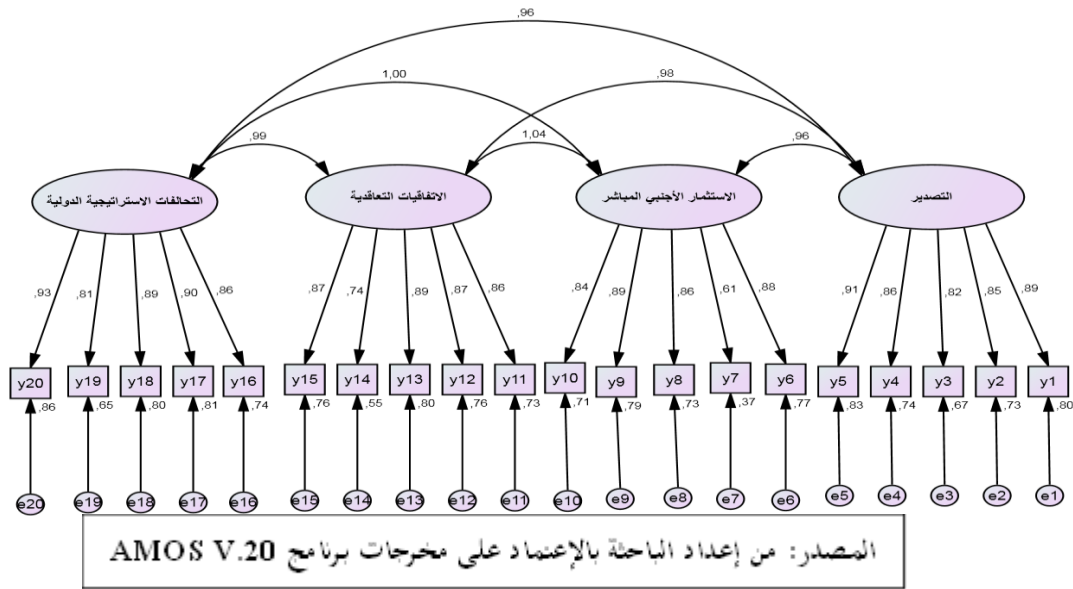 ,96
1,00
,98
,99
1,04
,96
التحالفات الاستراتيجية الدولية
الاتفاقيات التعاقدية
الاستثمار الأجنبي المباشر
التصدير
,93 ,81 ,89 ,90 ,86 ,87 ,74 ,89 ,87 ,86 ,84 ,89 ,86 ,61 ,88 ,91 ,86 ,82 ,85 ,89
y20 y19 y18 y17 y16 y15 y14 y13 y12 y11 y10 y9 y8 y7 y6 y5 y4 y3 y2 y1
,86 ,65 ,80 ,81 ,74 ,76 ,55 ,80 ,76 ,73 ,71 ,79 ,73 ,37 ,77 ,83 ,74 ,67 ,73 ,80
e20 e19 e18 e17 e16 e15 e14 e13 e12 e11 e10 e9 e8 e7 e6 e5 e4 e3 e2 e1
المصدر: من إعداد الباحثة بالإعتماد على مخرجات برنامج AMOS V.20